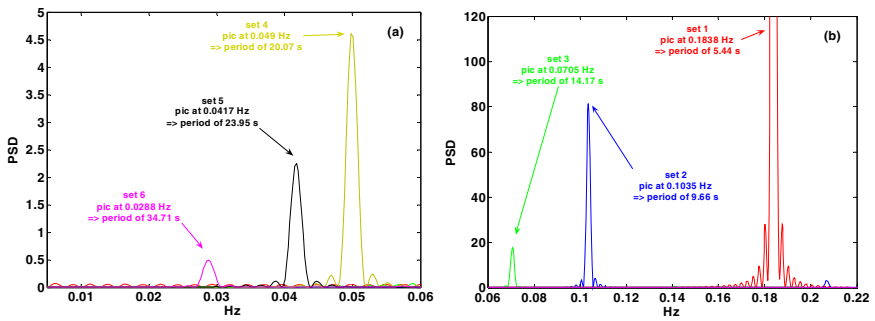 5
4.5
4
3.5
3
2.5
2
1.5
1
0.5
0
PSD
0.01
0.02
0.03
0.04
0.05
0.06
Hz
(a)
set 4
pic at 0.049 Hz
=> period of 20.07 s
set 5
pic at 0.0417 Hz
=> period of 23.95 s
set 6
pic at 0.0288 Hz
=> period of 34.71 s
120
100
80
60
40
20
0
PSD
0.06
0.08
0.1
0.12
0.14
0.16
0.18
0.2
0.22
Hz
(b)
set 1
pic at 0.1838 Hz
=> period of 5.44 s
set 3
pic at 0.0705Hz
=> period of 14.17 s
set 2
pic at 0.1035 Hz
=> period of 9.66 s